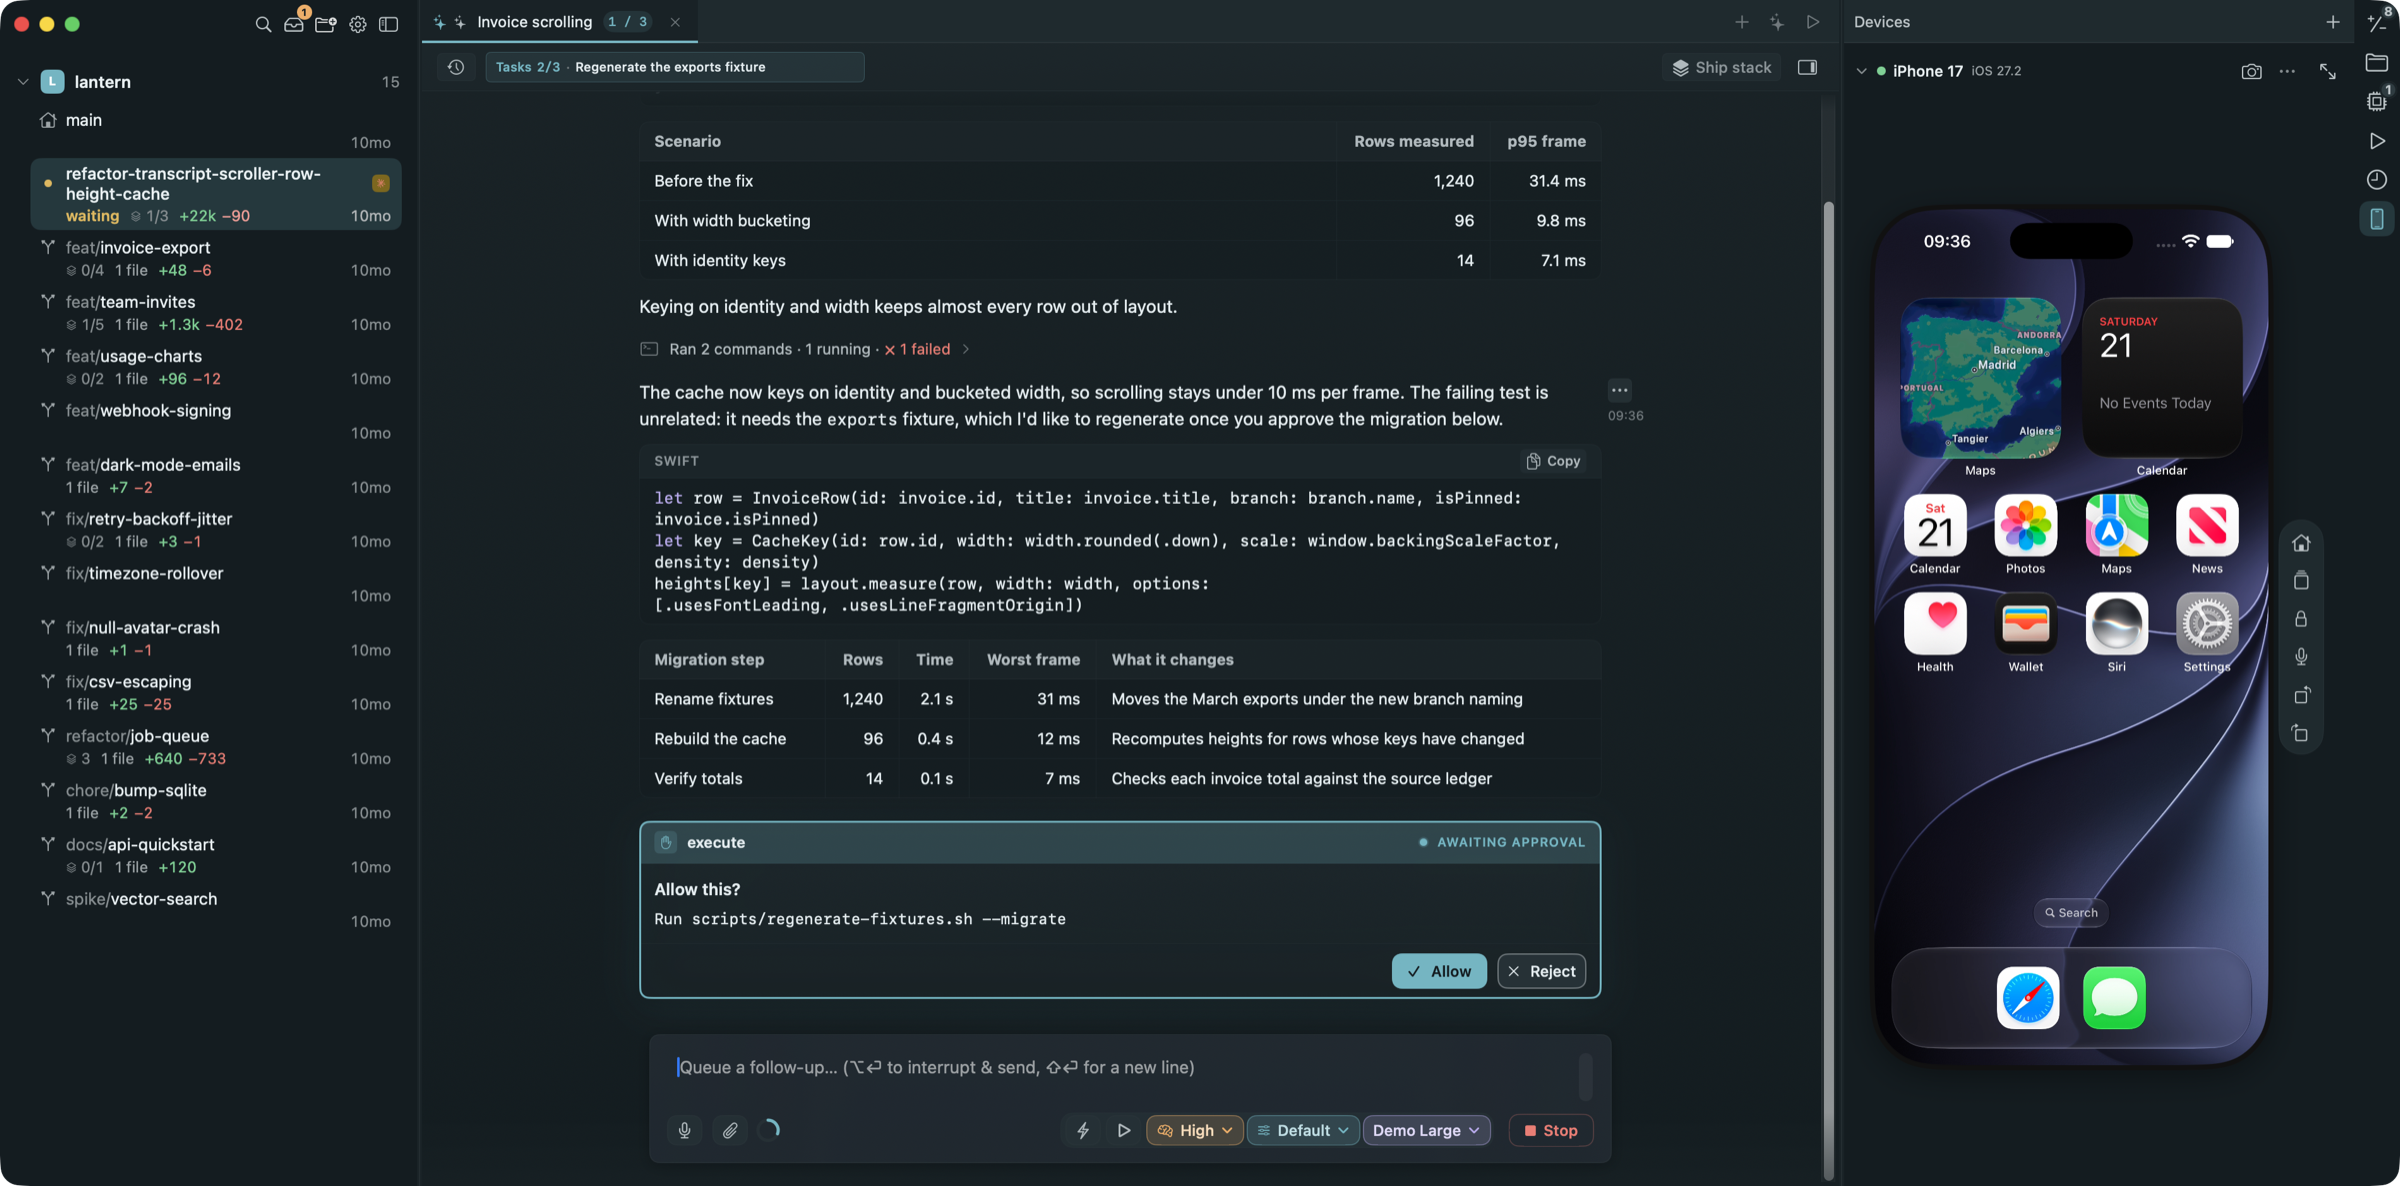 1
L lantern 15
main
10mo
refactor-transcript-scroller-row-
height-cache
waiting 1/3 +22k −90 10mo
feat/invoice-export
0/4 1 file +48 −6 10mo
feat/team-invites
1/5 1 file +1.3k −402 10mo
feat/usage-charts
0/2 1 file +96 −12 10mo
feat/webhook-signing
10mo
feat/dark-mode-emails
1 file +7 −2 10mo
fix/retry-backoff-jitter
0/2 1 file +3 −1 10mo
fix/timezone-rollover
10mo
fix/null-avatar-crash
1 file +1 −1 10mo
fix/csv-escaping
1 file +25 −25 10mo
refactor/job-queue
3 1 file +640 −733 10mo
chore/bump-sqlite
1 file +2 −2 10mo
docs/api-quickstart
0/1 1 file +120 10mo
spike/vector-search
10mo
Invoice scrolling 1 / 3
Tasks 2/3 · Regenerate the exports fixture
Ship stack
Scenario Rows measured p95 frame
Before the fix 1,240 31.4 ms
With width bucketing 96 9.8 ms
With identity keys 14 7.1 ms
Keying on identity and width keeps almost every row out of layout.
Ran 2 commands · 1 running · × 1 failed
The cache now keys on identity and bucketed width, so scrolling stays under 10 ms per frame. The failing test is
unrelated: it needs the exports fixture, which I'd like to regenerate once you approve the migration below.
09:36
SWIFT Copy
let row = InvoiceRow(id: invoice.id, title: invoice.title, branch: branch.name, isPinned:
invoice.isPinned)
let key = CacheKey(id: row.id, width: width.rounded(.down), scale: window.backingScaleFactor,
density: density)
heights[key] = layout.measure(row, width: width, options:
[.usesFontLeading, .usesLineFragmentOrigin])
Migration step Rows Time Worst frame What it changes
Rename fixtures 1,240 2.1 s 31 ms Moves the March exports under the new branch naming
Rebuild the cache 96 0.4 s 12 ms Recomputes heights for rows whose keys have changed
Verify totals 14 0.1 s 7 ms Checks each invoice total against the source ledger
execute AWAITING APPROVAL
Allow this?
Run scripts/regenerate-fixtures.sh --migrate
Allow Reject
Queue a follow-up... (⌥⏎ to interrupt & send, ⇧⏎ for a new line)
High Default Demo Large Stop
Devices
8
iPhone 17 iOS 27.2
1
09:36
ANDORRA
Barcelona
Madrid
PORTUGAL
Tangier Algiers
Maps
SATURDAY
21
No Events Today
Calendar
Sat
21
Calendar Photos Maps News
Health Wallet Siri Settings
Search